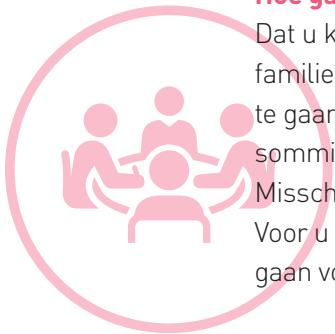 Dat u k
familie
te gaan
sommi
Missch
Voor u
gaan vo